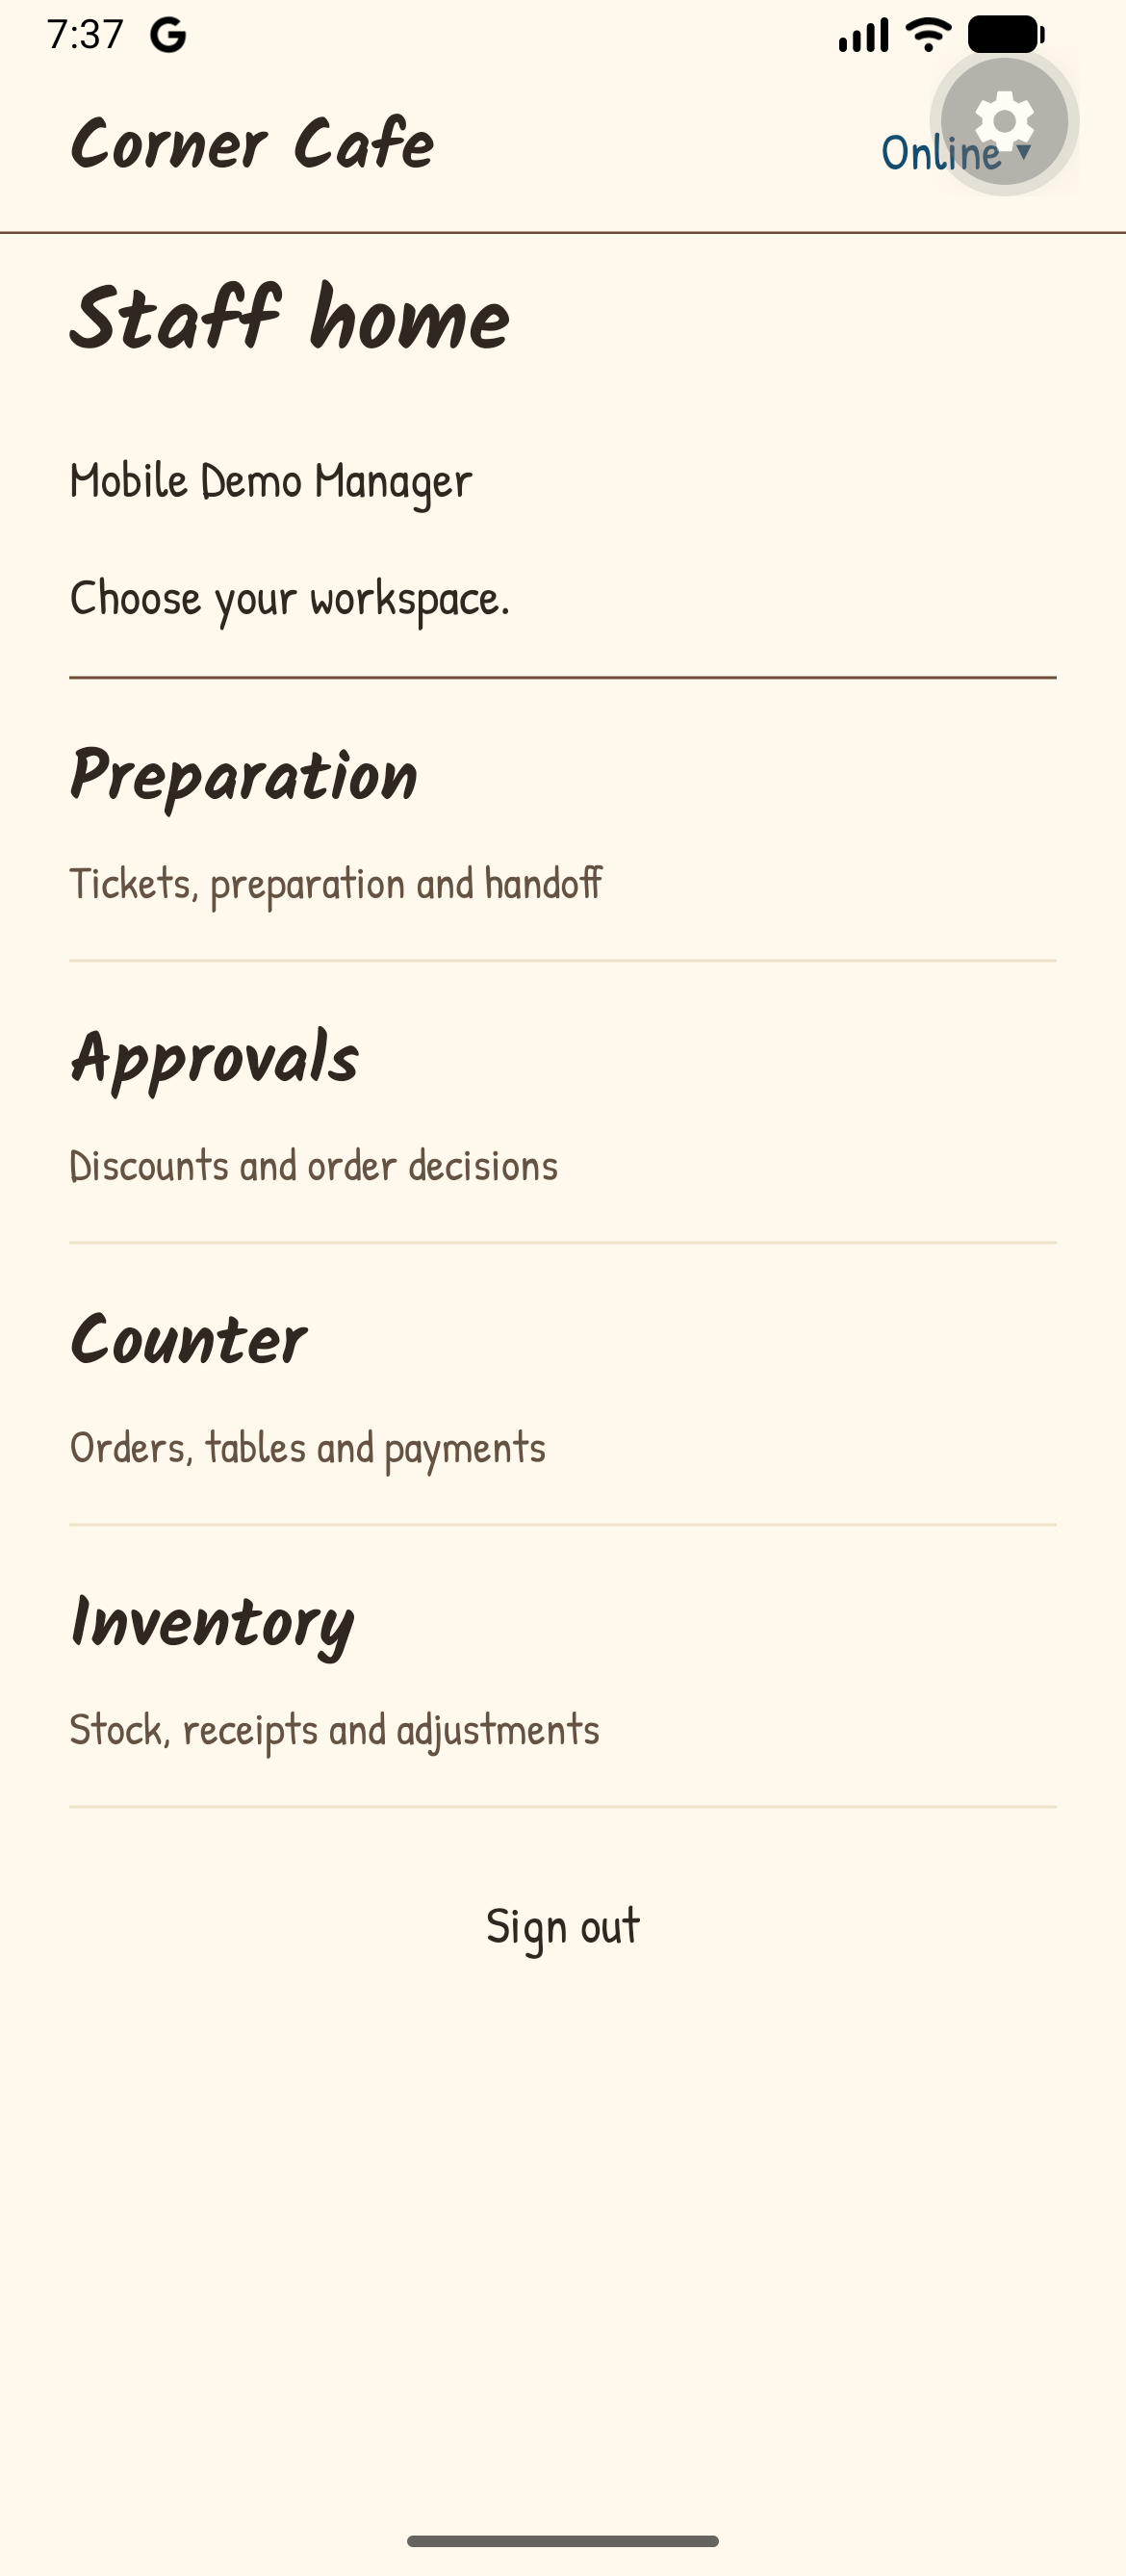 7:37 G
Corner Cafe
Online ▾
Staff home
Mobile Demo Manager
Choose your workspace.
Preparation
Tickets, preparation and handoff
Approvals
Discounts and order decisions
Counter
Orders, tables and payments
Inventory
Stock, receipts and adjustments
Sign out